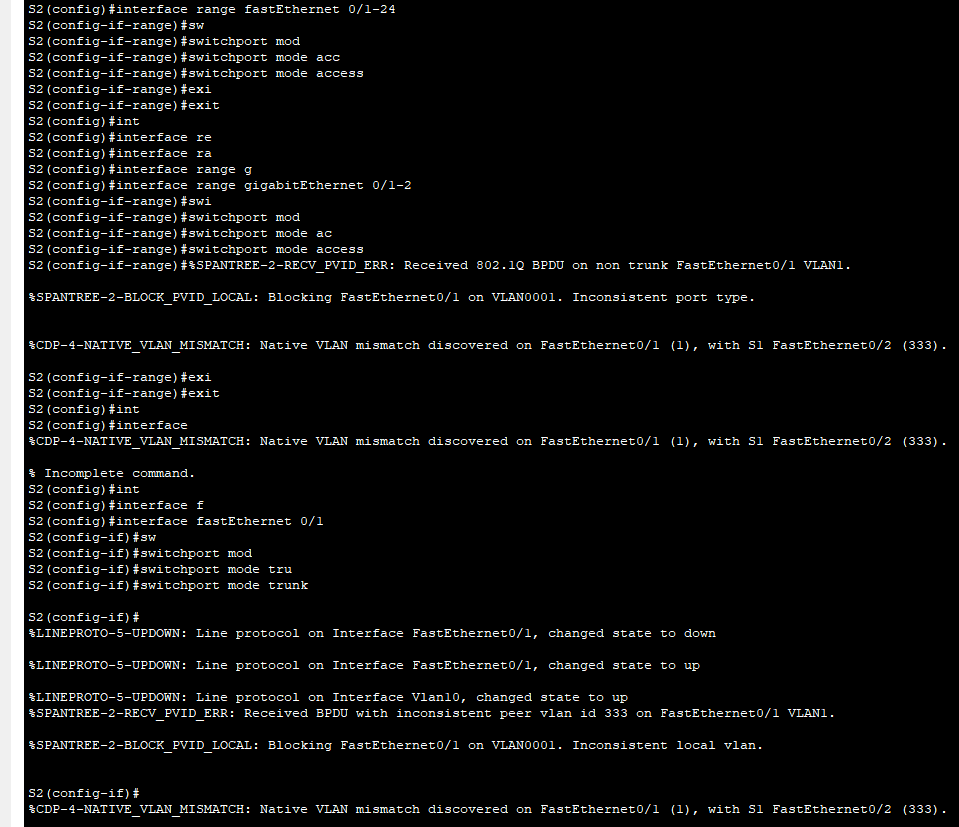 S2(config)#interface range fastEthernet 0/1-24
S2(config-if-range)#sw
S2(config-if-range)#switchport mod
S2(config-if-range)#switchport mode acc
S2(config-if-range)#switchport mode access
S2(config-if-range)#exi
S2(config-if-range)#exit
S2(config)#int
S2(config)#interface re
S2(config)#interface ra
S2(config)#interface range g
S2(config)#interface range gigabitEthernet 0/1-2
S2(config-if-range)#swi
S2(config-if-range)#switchport mod
S2(config-if-range)#switchport mode ac
S2(config-if-range)#switchport mode access
S2(config-if-range)#%SPANTREE-2-RECV_PVID_ERR: Received 802.1Q BPDU on non trunk FastEthernet0/1 VLAN1.
%SPANTREE-2-BLOCK_PVID_LOCAL: Blocking FastEthernet0/1 on VLAN0001. Inconsistent port type.
%CDP-4-NATIVE_VLAN_MISMATCH: Native VLAN mismatch discovered on FastEthernet0/1 (1), with S1 FastEthernet0/2 (333).
S2(config-if-range)#exi
S2(config-if-range)#exit
S2(config)#int
S2(config)#interface
%CDP-4-NATIVE_VLAN_MISMATCH: Native VLAN mismatch discovered on FastEthernet0/1 (1), with S1 FastEthernet0/2 (333).
% Incomplete command.
S2(config)#int
S2(config)#interface f
S2(config)#interface fastEthernet 0/1
S2(config-if)#sw
S2(config-if)#switchport mod
S2(config-if)#switchport mode tru
S2(config-if)#switchport mode trunk
S2(config-if)#
%LINEPROTO-5-UPDOWN: Line protocol on Interface FastEthernet0/1, changed state to down
%LINEPROTO-5-UPDOWN: Line protocol on Interface FastEthernet0/1, changed state to up
%LINEPROTO-5-UPDOWN: Line protocol on Interface Vlan10, changed state to up
%SPANTREE-2-RECV_PVID_ERR: Received BPDU with inconsistent peer vlan id 333 on FastEthernet0/1 VLAN1.
%SPANTREE-2-BLOCK_PVID_LOCAL: Blocking FastEthernet0/1 on VLAN0001. Inconsistent local vlan.
S2(config-if)#
%CDP-4-NATIVE_VLAN_MISMATCH: Native VLAN mismatch discovered on FastEthernet0/1 (1), with S1 FastEthernet0/2 (333).